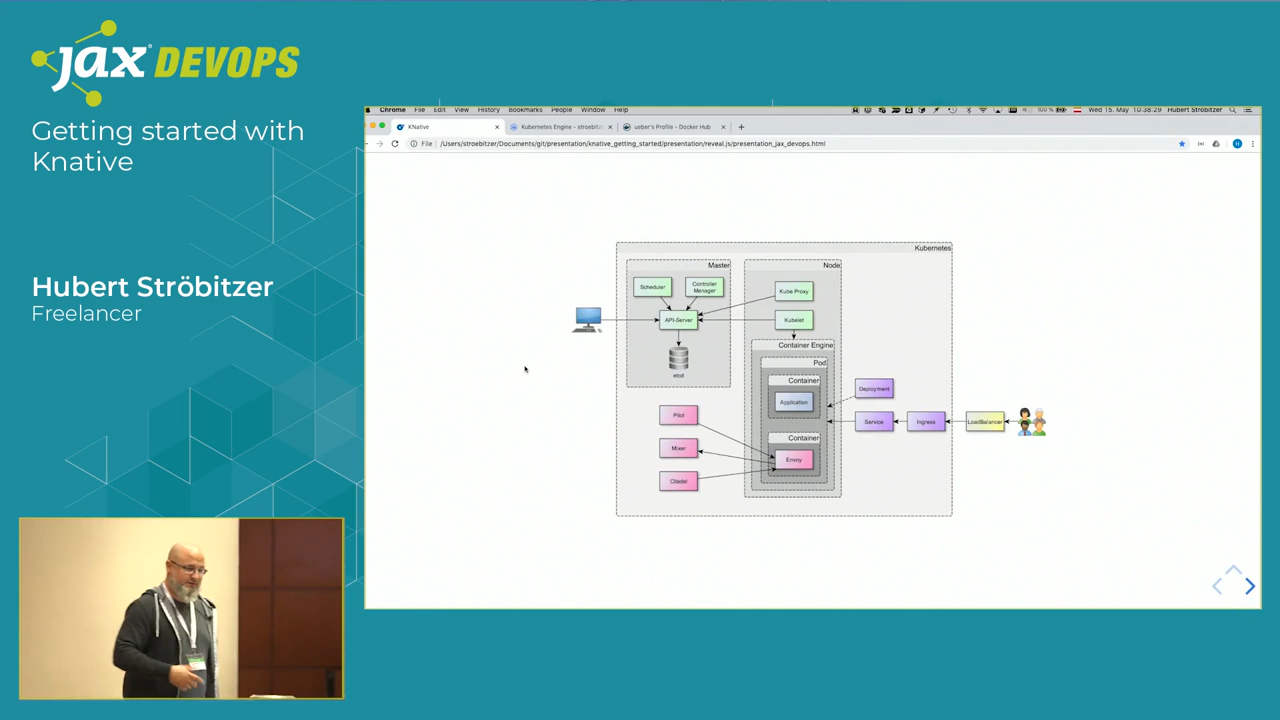 jax DEVOPS
Getting started with
Knative
Hubert Ströbitzer
Freelancer
Chrome File Edit View History Bookmarks People Window Help 100 % Wed 15. May 10:38:29 Hubert Ströbitzer
KNative
Kubernetes Engine - stroebitz
ueber's Profile - Docker Hub
File /Users/stroebitzer/Documents/git/presentation/knative_getting_started/presentation/reveal.js/presentation_jax_devops.html
Kubernetes
Master
Node
Scheduler
Controller
Manager
Kube Proxy
API-Server
Kubelet
etcd
Container Engine
Pod
Container
Application
Deployment
Pilot
Service
Ingress
LoadBalancer
Container
Mixer
Envoy
Citadel